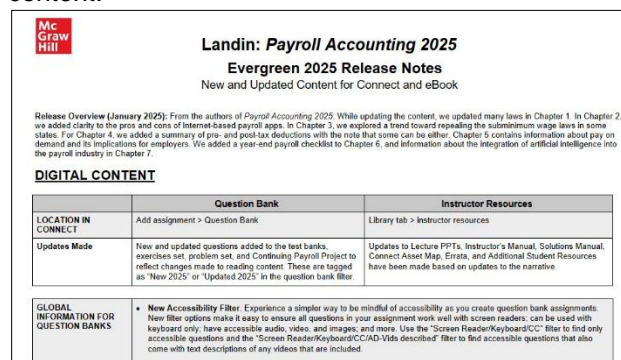 Mc
Graw
Hill
Landin: Payroll Accounting 2025
Evergreen 2025 Release Notes
New and Updated Content for Connect and eBook
Release Overview (January 2025): From the authors of Payroll Accounting 2025: While updating the content, we updated many laws in Chapter 1. In Chapter 2,
we added clarity to the pros and cons of Internet-based payroll apps. In Chapter 3, we explored a trend toward repealing the subminimum wage laws in some
states. For Chapter 4, we added a summary of pre- and post-tax deductions with the note that some can be either. Chapter 5 contains information about pay on
demand and its implications for employers. We added a year-end payroll checklist to Chapter 6, and information about the integration of artificial intelligence into
the payroll industry in Chapter 7.
DIGITAL CONTENT
Question Bank
Instructor Resources
LOCATION IN
CONNECT
Add assignment > Question Bank
Library tab > Instructor resources
Updates Made
New and updated questions added to the test banks,
exercises set, problem set, and Continuing Payroll Project to
reflect changes made to reading content. These are tagged
as "New 2025" or "Updated 2025" in the question bank filter.
Updates to Lecture PPTs, Instructor's Manual, Solutions Manual,
Connect Asset Map, Errata, and Additional Student Resources
have been made based on updates to the narrative.
GLOBAL
INFORMATION FOR
QUESTION BANKS
• New Accessibility Filter. Experience a simpler way to be mindful of accessibility as you create question bank assignments.
New filter options make it easy to ensure all questions in your assignment work well with screen readers; can be used with
keyboard only; have accessible audio, video, and images; and more. Use the "Screen Reader/Keyboard/CC" filter to find only
accessible questions and the "Screen Reader/Keyboard/CC/AD-Vids described" filter to find accessible questions that also
come with text descriptions of any videos that are included.